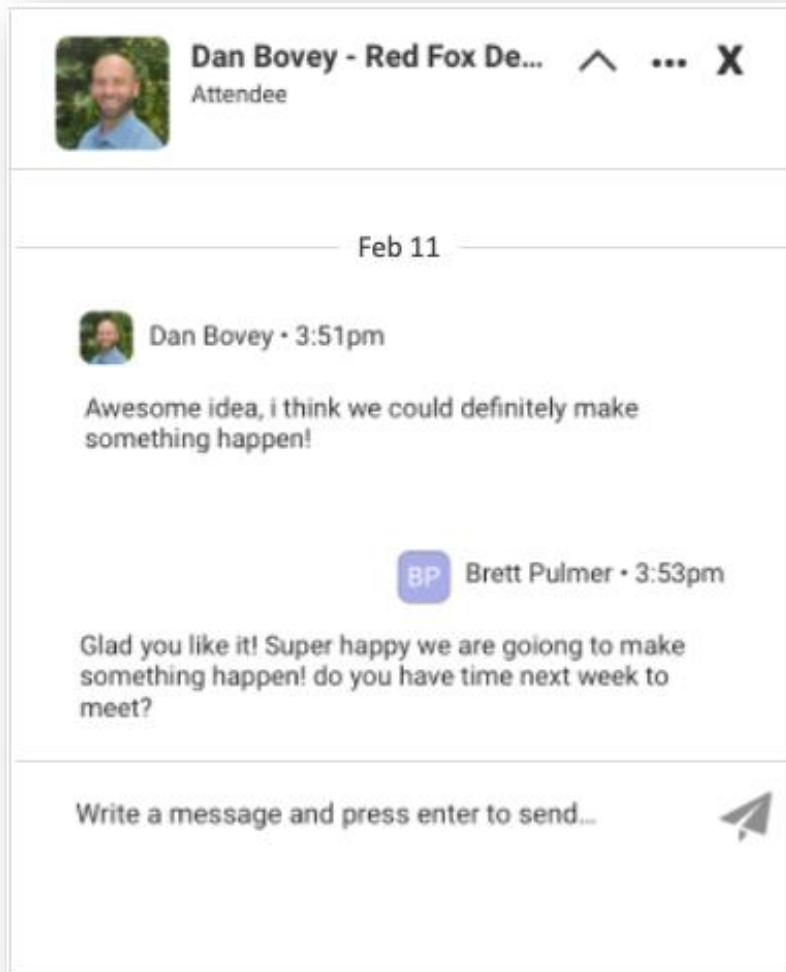 Dan Bovey - Red Fox De...
X
Attendee
Feb 11
Dan Bovey • 3:51pm
Awesome idea, i think we could definitely make
something happen!
BP
Brett Pulmer • 3:53pm
Glad you like it! Super happy we are goiong to make
something happen! do you have time next week to
meet?
Write a message and press enter to send...